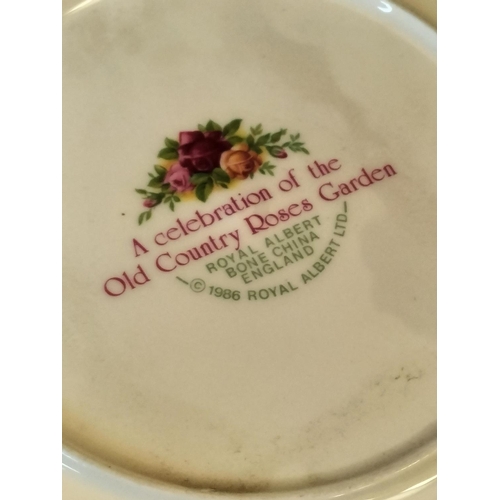 A celebration of the
Old Country Roses Garden
ROYAL ALBERT
BONE CHINA
ENGLAND
© 1986 ROYAL ALBERT LTD